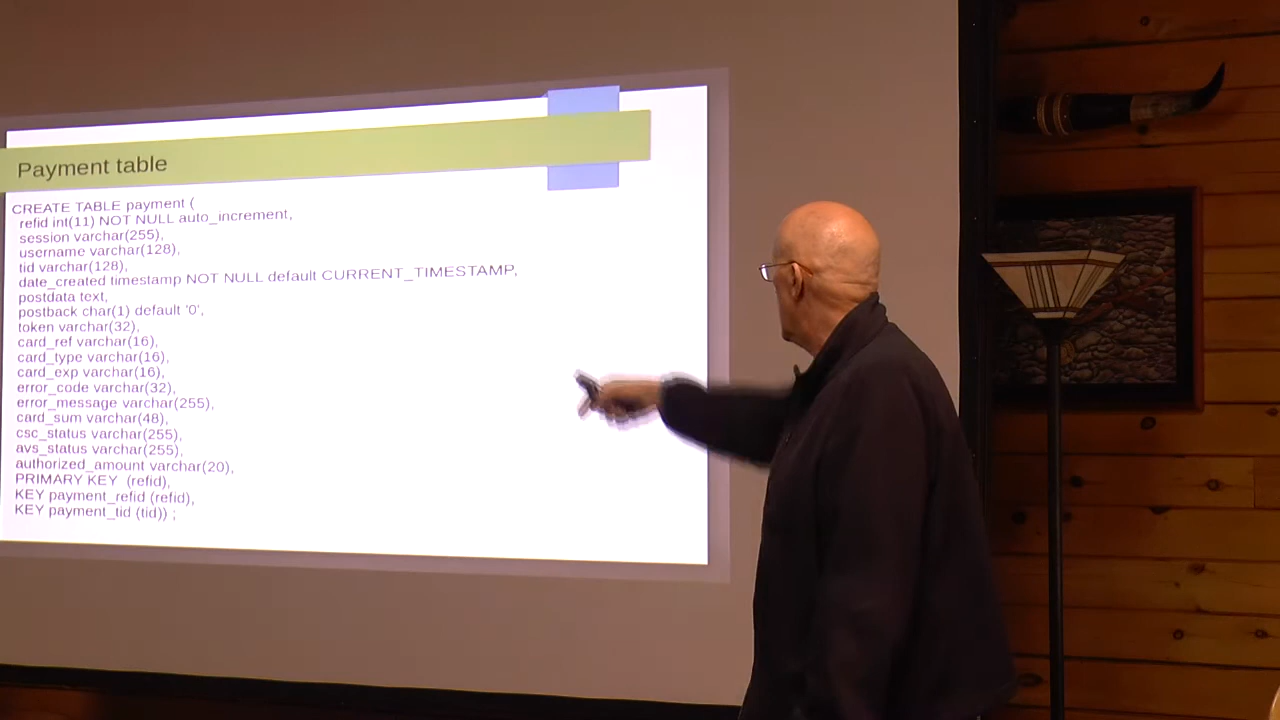 Payment table
CREATE TABLE payment (
refid int(11) NOT NULL auto_increment,
session varchar(255),
username varchar(128),
tid varchar(128),
date_created timestamp NOT NULL default CURRENT_TIMESTAMP,
postdata text,
postback char(1) default '0',
token varchar(32),
card_ref varchar(16),
card_type varchar(16),
card_exp varchar(16),
error_code varchar(32),
error_message varchar(255),
card_sum varchar(48),
csc_status varchar(255),
avs_status varchar(255),
authorized_amount varchar(20),
PRIMARY KEY (refid),
KEY payment_refid (refid),
KEY payment_tid (tid)) ;